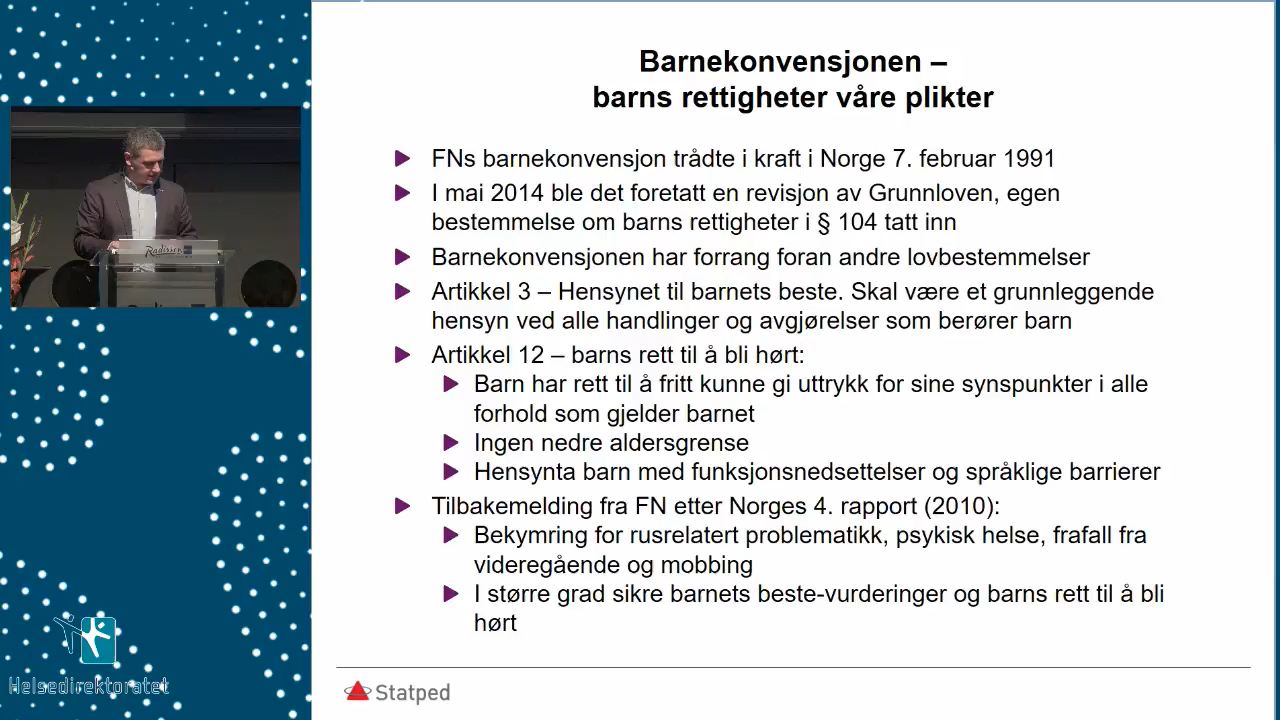 Barnekonvensjonen –
barns rettigheter våre plikter
FNs barnekonvensjon trådte i kraft i Norge 7. februar 1991
I mai 2014 ble det foretatt en revisjon av Grunnloven, egen
bestemmelse om barns rettigheter i § 104 tatt inn
Barnekonvensjonen har forrang foran andre lovbestemmelser
Artikkel 3 – Hensynet til barnets beste. Skal være et grunnleggende
hensyn ved alle handlinger og avgjørelser som berører barn
Artikkel 12 – barns rett til å bli hørt:
Barn har rett til å fritt kunne gi uttrykk for sine synspunkter i alle
forhold som gjelder barnet
Ingen nedre aldersgrense
Hensynta barn med funksjonsnedsettelser og språklige barrierer
Tilbakemelding fra FN etter Norges 4. rapport (2010):
Bekymring for rusrelatert problematikk, psykisk helse, frafall fra
videregående og mobbing
I større grad sikre barnets beste-vurderinger og barns rett til å bli
hørt
Statped
Radisson
Helsedirektoratet